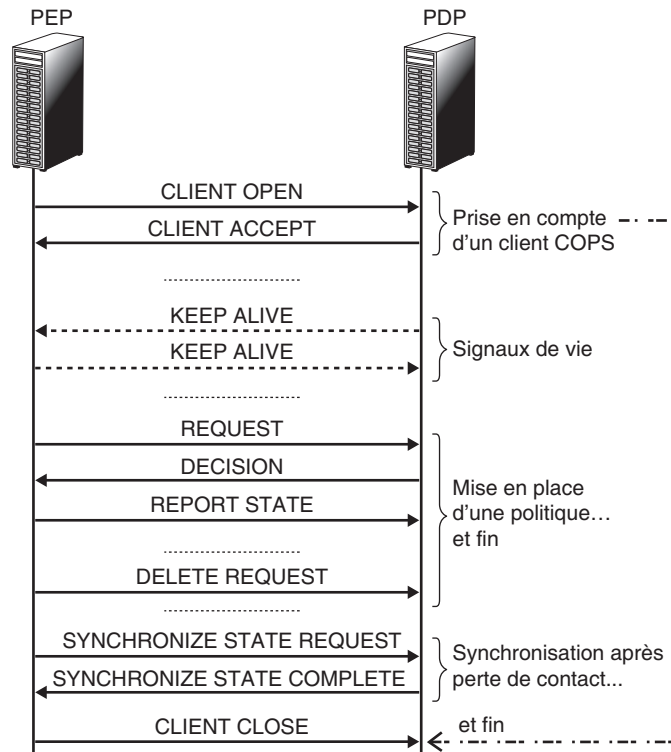 PEP
PDP
CLIENT OPEN
CLIENT ACCEPT
Prise en compte
d'un client COPS
KEEP ALIVE
KEEP ALIVE
Signaux de vie
REQUEST
DECISION
REPORT STATE
DELETE REQUEST
Mise en place
d'une politique…
et fin
SYNCHRONIZE STATE REQUEST
SYNCHRONIZE STATE COMPLETE
Synchronisation après
perte de contact...
CLIENT CLOSE
et fin